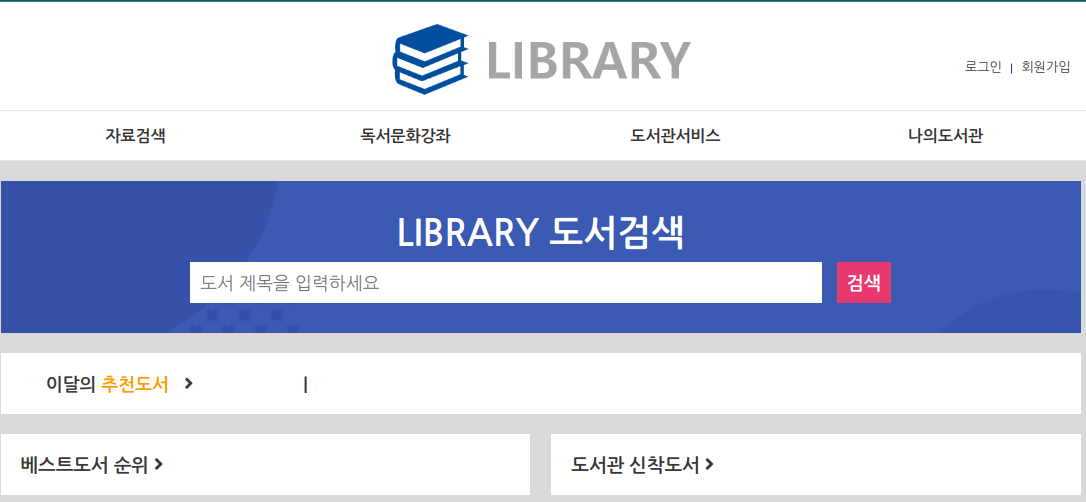 LIBRARY
로그인 | 회원가입
자료검색 독서문화강좌 도서관서비스 나의도서관
LIBRARY 도서검색
도서 제목을 입력하세요 검색
이달의 추천도서 > |
베스트도서 순위 > 도서관 신착도서 >